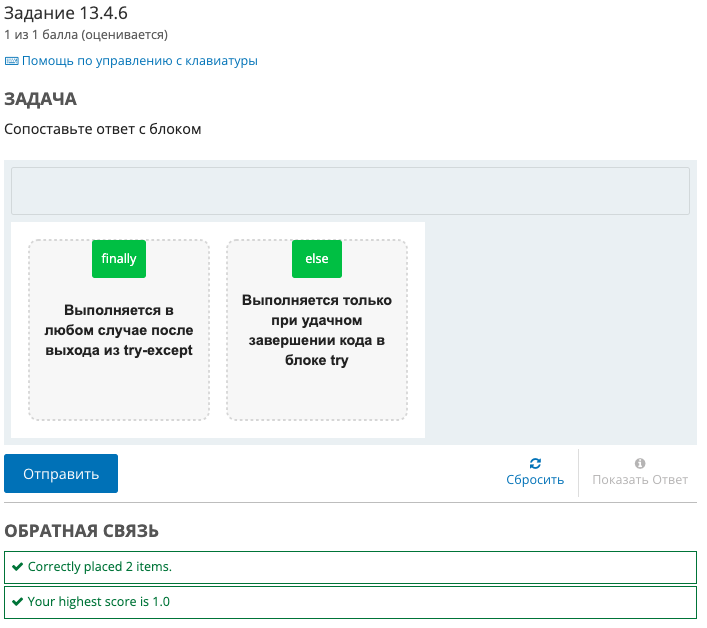 Задание 13.4.6
1 из 1 балла (оценивается)
Помощь по управлению с клавиатуры
ЗАДАЧА
Сопоставьте ответ с блоком
finally
Выполняется в
любом случае после
выхода из try-except
else
Выполняется только
при удачном
завершении кода в
блоке try
Отправить
Сбросить
Показать Ответ
ОБРАТНАЯ СВЯЗЬ
Correctly placed 2 items.
Your highest score is 1.0